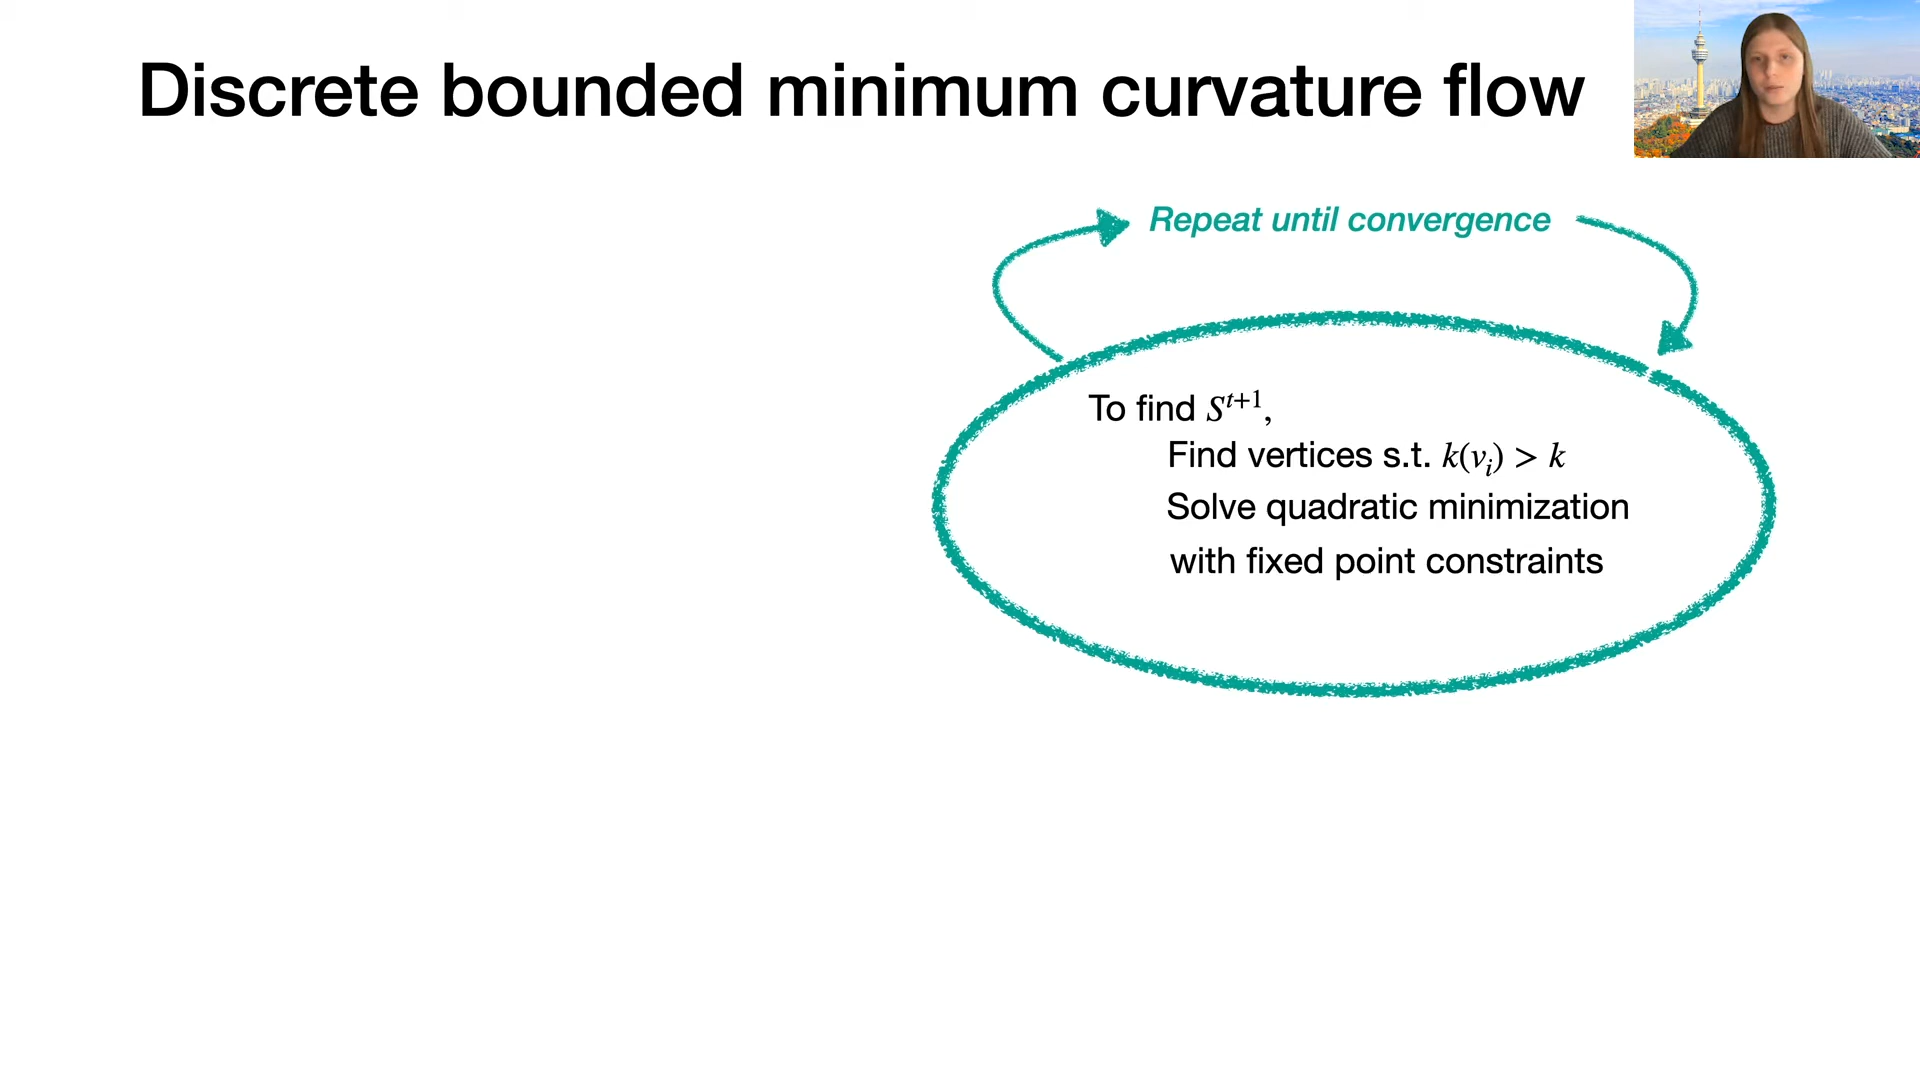 Discrete bounded minimum curvature flow
Repeat until convergence
To find $S^{t+1}$,
Find vertices s.t. $k(v_i) > k$
Solve quadratic minimization
with fixed point constraints